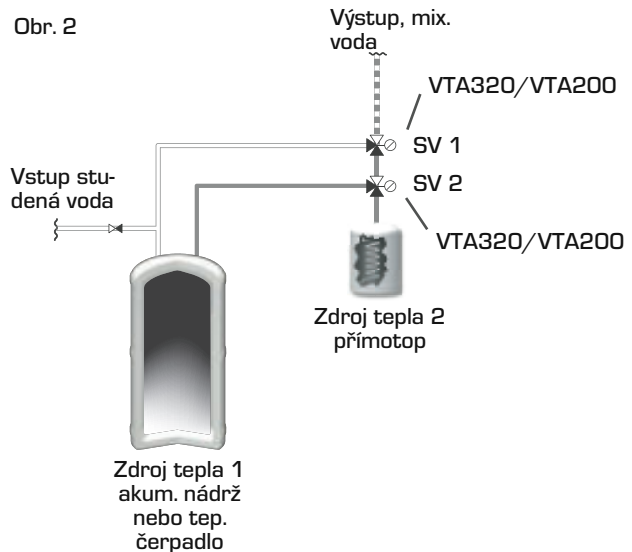 Obr. 2
Výstup, mix.
voda
VTA320/VTA200
SV 1
SV 2
Vstup stu-
dená voda
VTA320/VTA200
Zdroj tepla 2
přímotop
Zdroj tepla 1
akum. nádrž
nebo tep.
čerpadlo